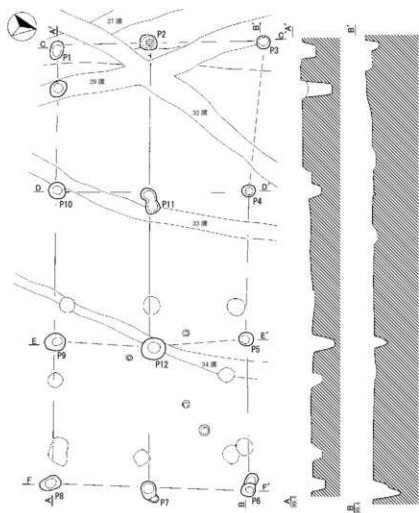 A'
B'
27溝
C
P2
C'
P1
P3
29溝
32溝
D
D'
P10
P11
P4
33溝
E
E'
P9
P12
P5
34溝
F
F'
P8
P7
P6
A
B
A'
B'
A
B